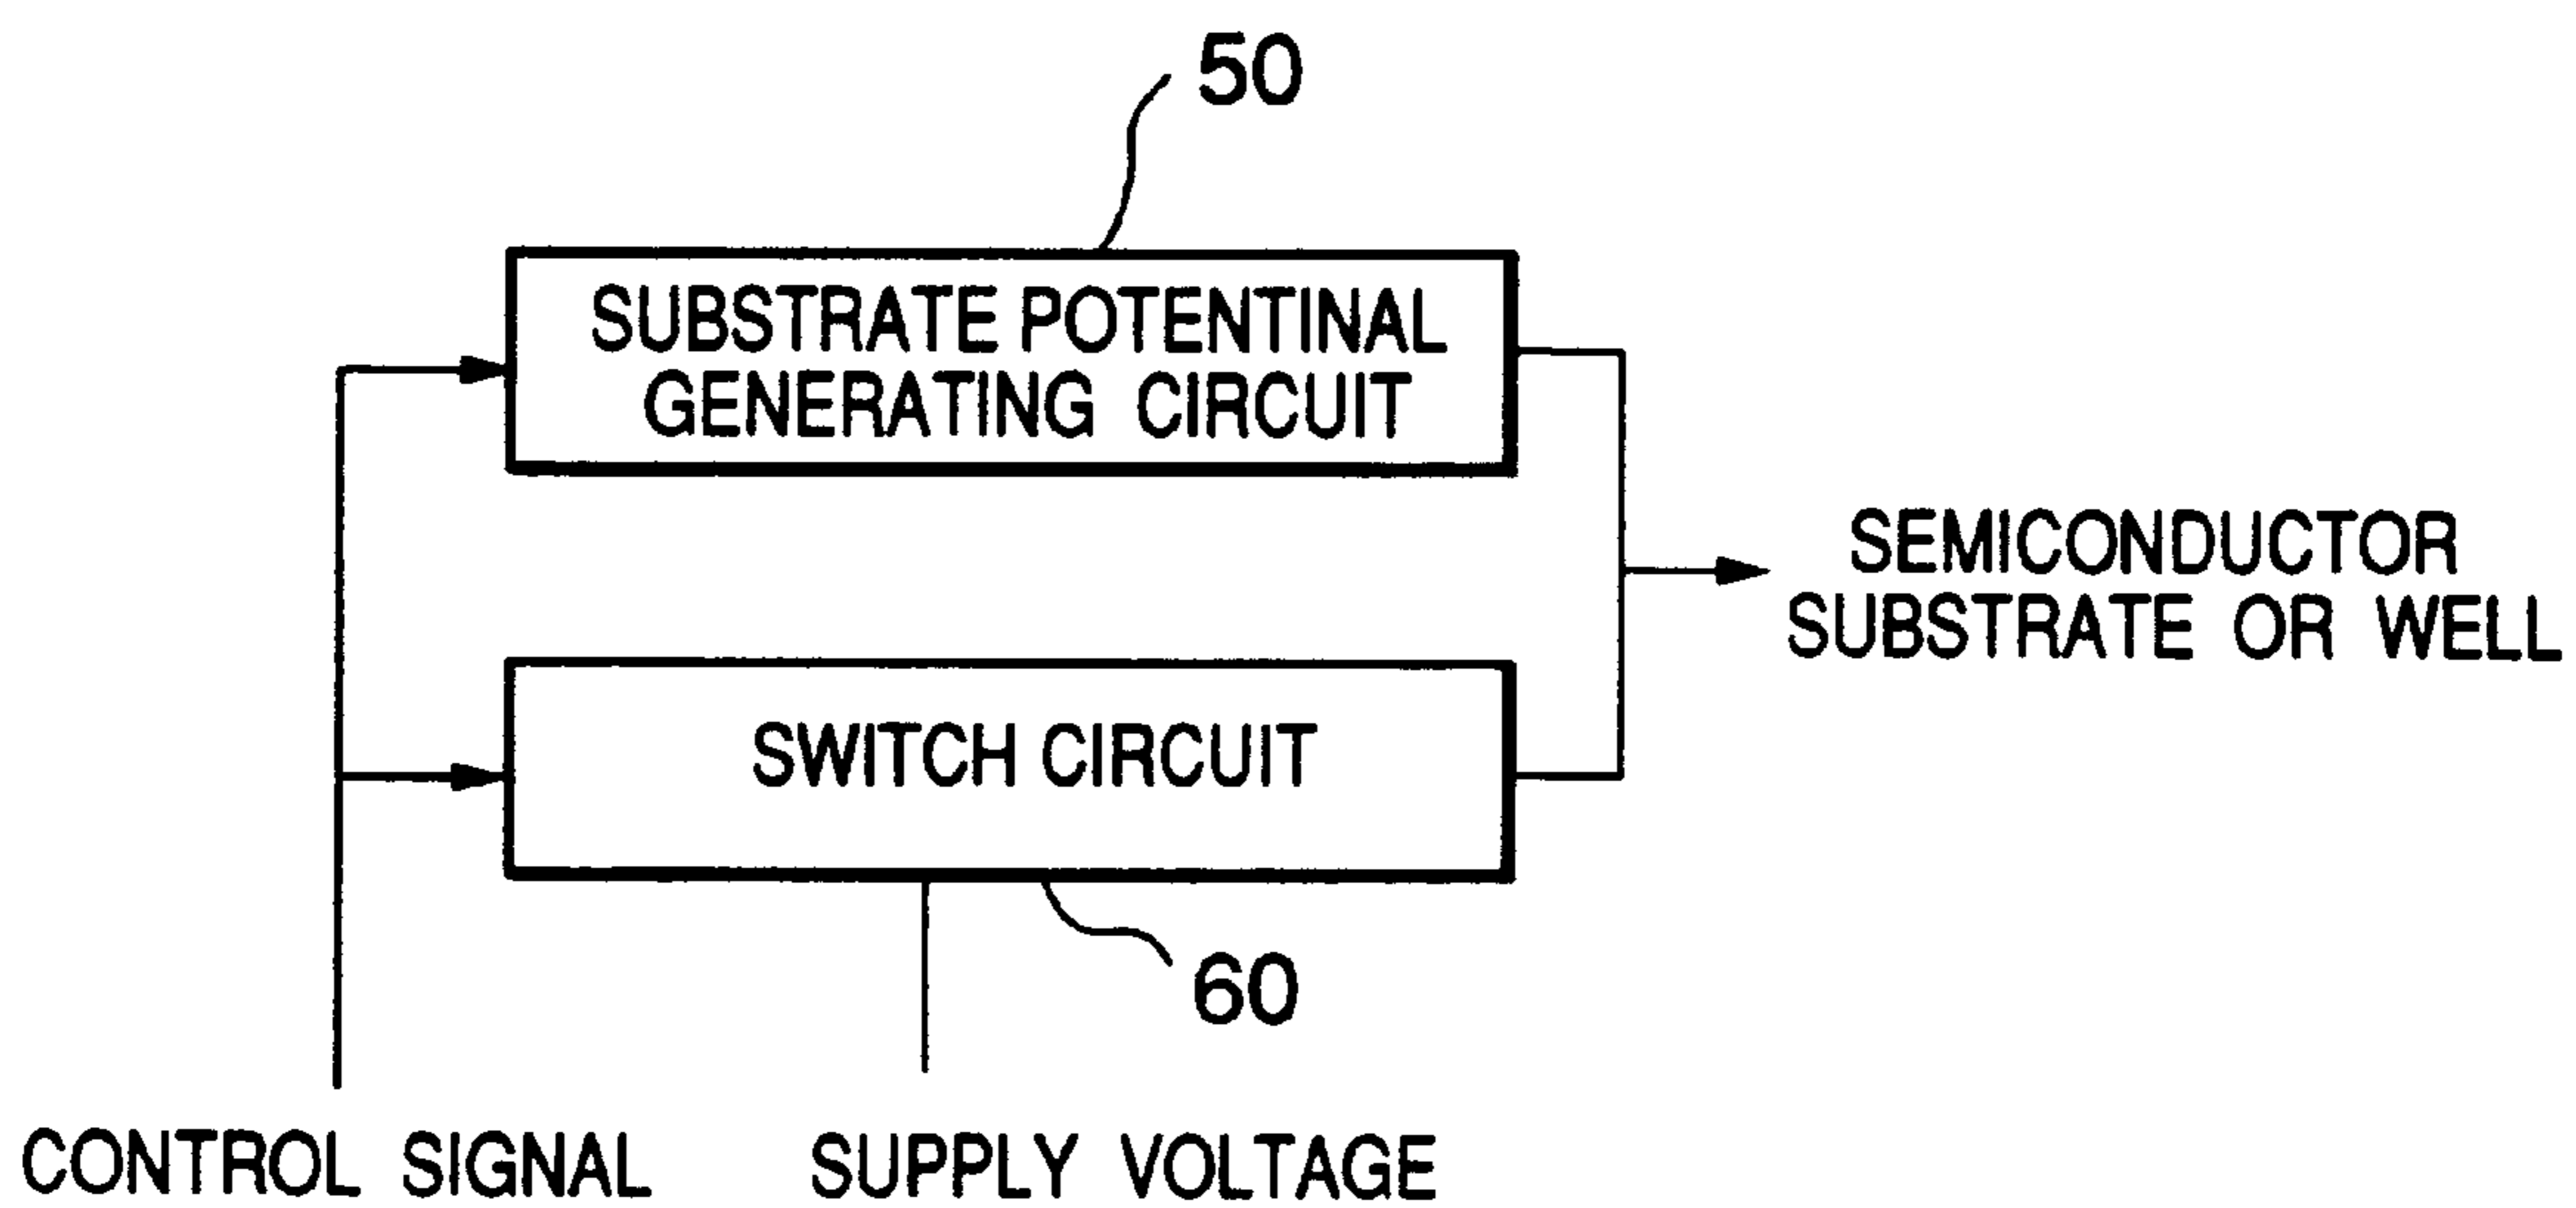 50
SUBSTRATE POTENTINAL
GENERATING CIRCUIT
SEMICONDUCTOR
SUBSTRATE OR WELL
SWITCH CIRCUIT
60
CONTROL SIGNAL
SUPPLY VOLTAGE